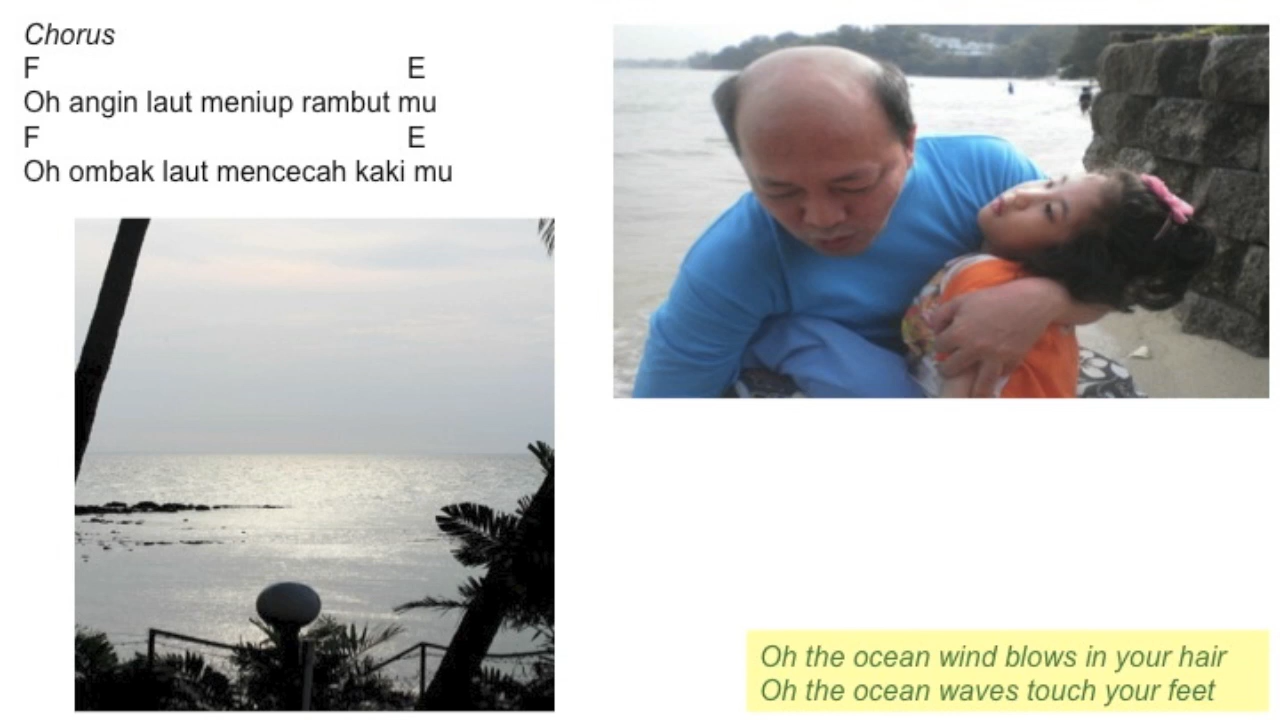 Chorus
F E
Oh angin laut meniup rambut mu
F E
Oh ombak laut mencecah kaki mu
Oh the ocean wind blows in your hair
Oh the ocean waves touch your feet